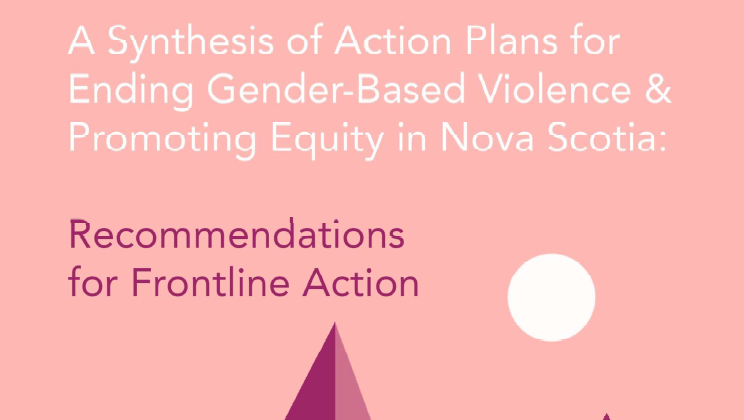 A Synthesis of Action Plans for
Ending Gender-Based Violence &
Promoting Equity in Nova Scotia:
Recommendations
for Frontline Action